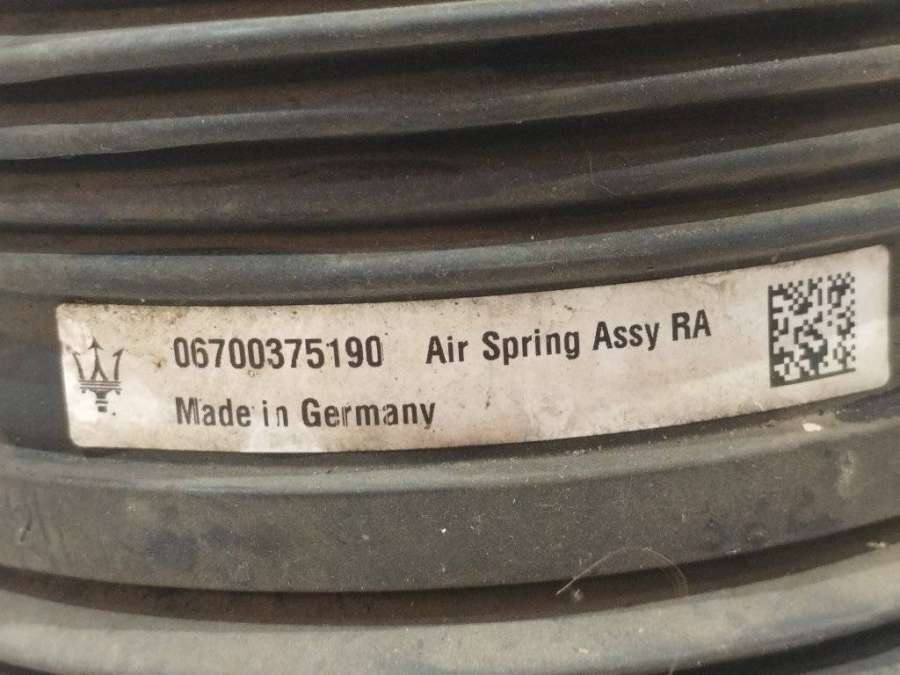 06700375190 Air Spring Assy RA
Made in Germany